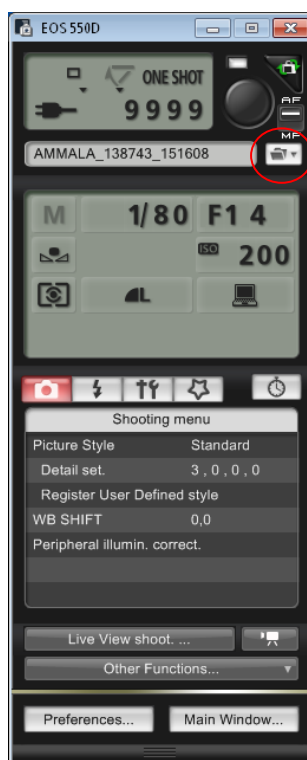 EOS 550D
ONE SHOT
9999
AF
MF
AMMALA_138743_151608
M 1/80 F1 4
ISO 200
L
Shooting menu
Picture Style Standard
Detail set. 3 , 0 , 0 , 0
Register User Defined style
WB SHIFT 0,0
Peripheral illumin. correct.
Live View shoot. ...
Other Functions...
Preferences... Main Window...